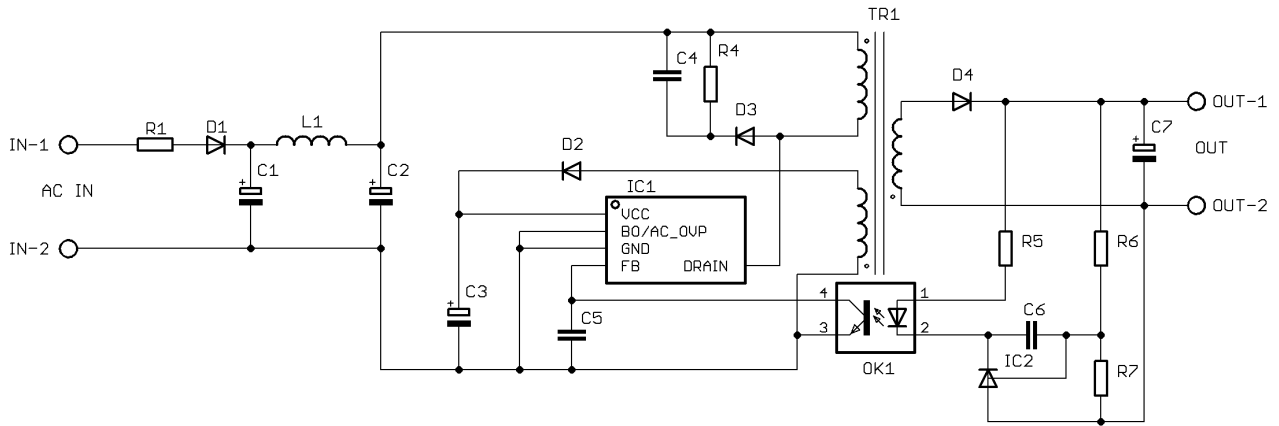 TR1
C4
R4
D4
D3
OUT-1
C7
OUT
OUT-2
IN-1
R1
D1
L1
C1
C2
AC IN
IN-2
D2
IC1
VCC
BO/AC_OVP
GND
FB
DRAIN
C3
C5
4
3
1
2
OK1
R5
R6
C6
IC2
R7
+
+
+
+